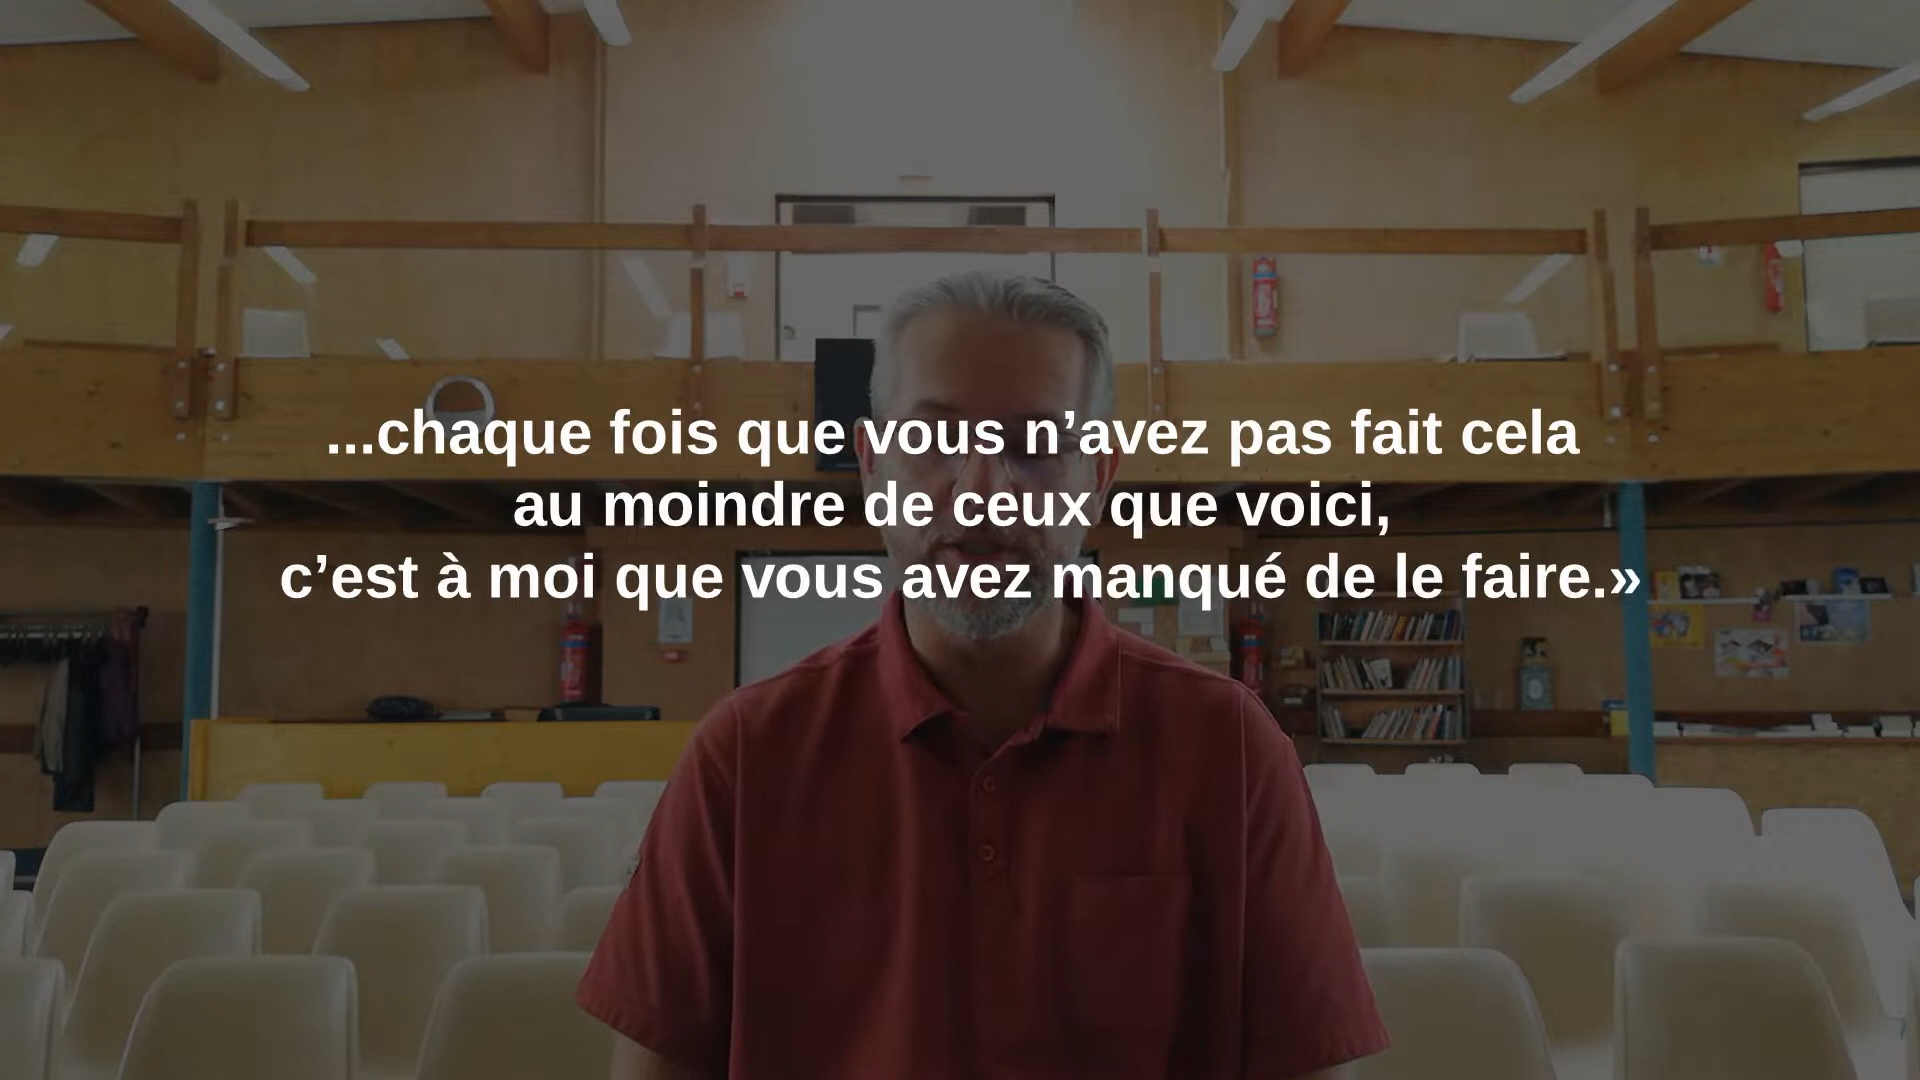 ...chaque fois que vous n’avez pas fait cela
au moindre de ceux que voici,
c’est à moi que vous avez manqué de le faire.»